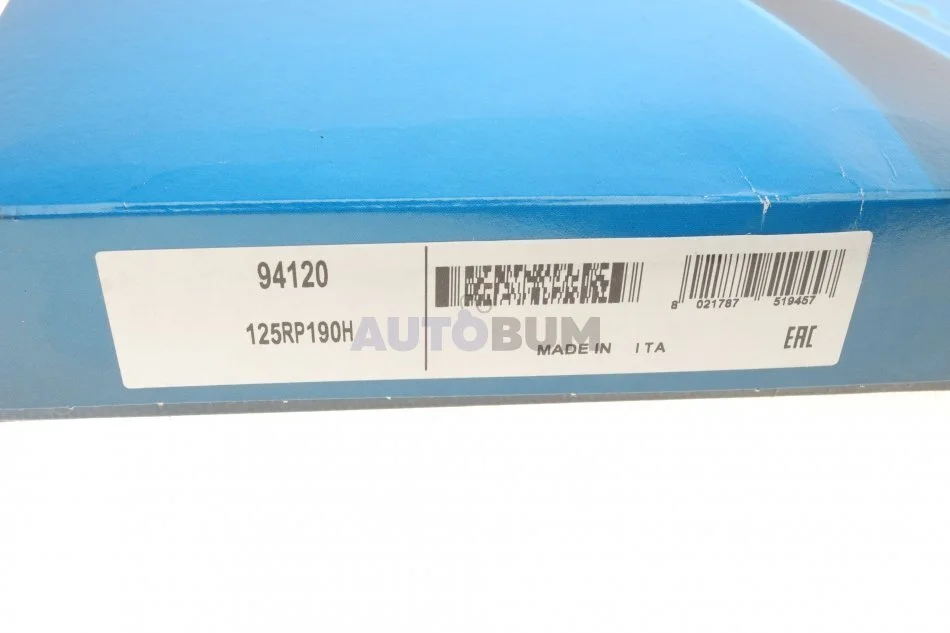 94120
125RP190H
8 021787 519457
MADE IN ITA
EAC
AUTOBUM